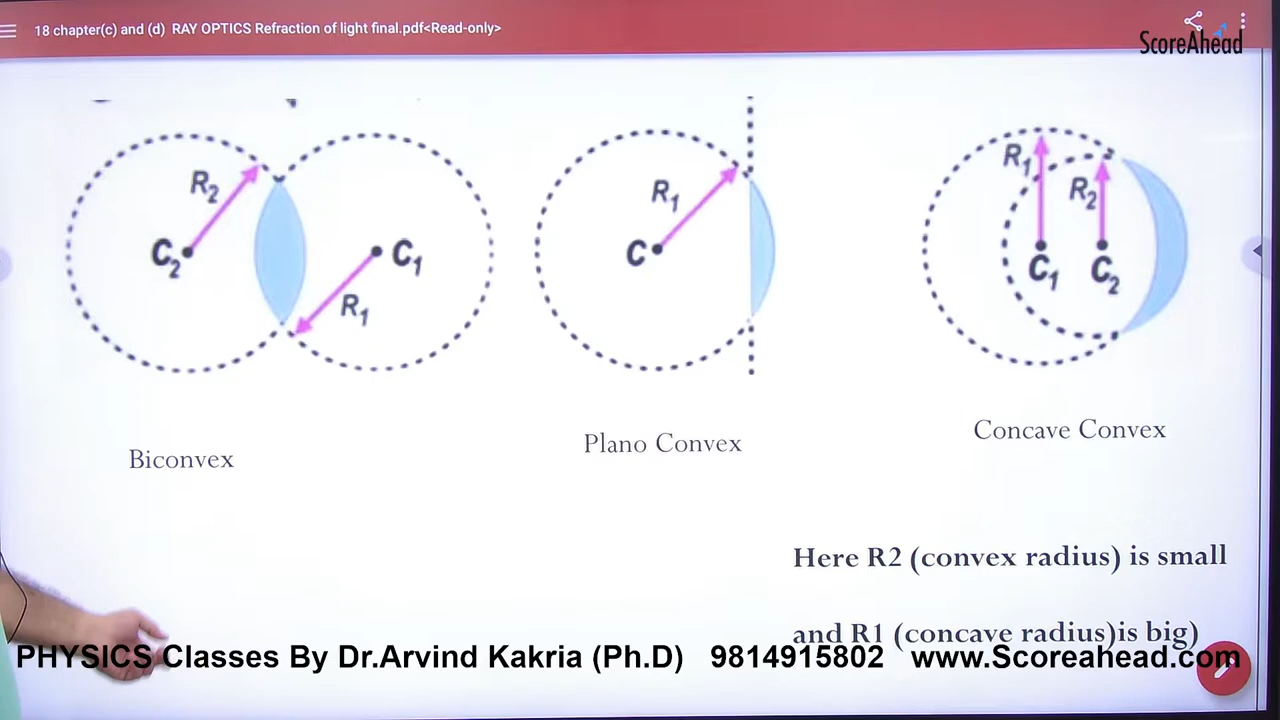 18 chapter(c) and (d) RAY OPTICS Refraction of light final.pdf<Read-only>
ScoreAhead
R2
C2
C1
R1
Biconvex
R1
C
Plano Convex
R1
R2
C1
C2
Concave Convex
Here R2 (convex radius) is small
and R1 (concave radius)is big)
PHYSICS Classes By Dr.Arvind Kakria (Ph.D) 9814915802 www.Scoreahead.com